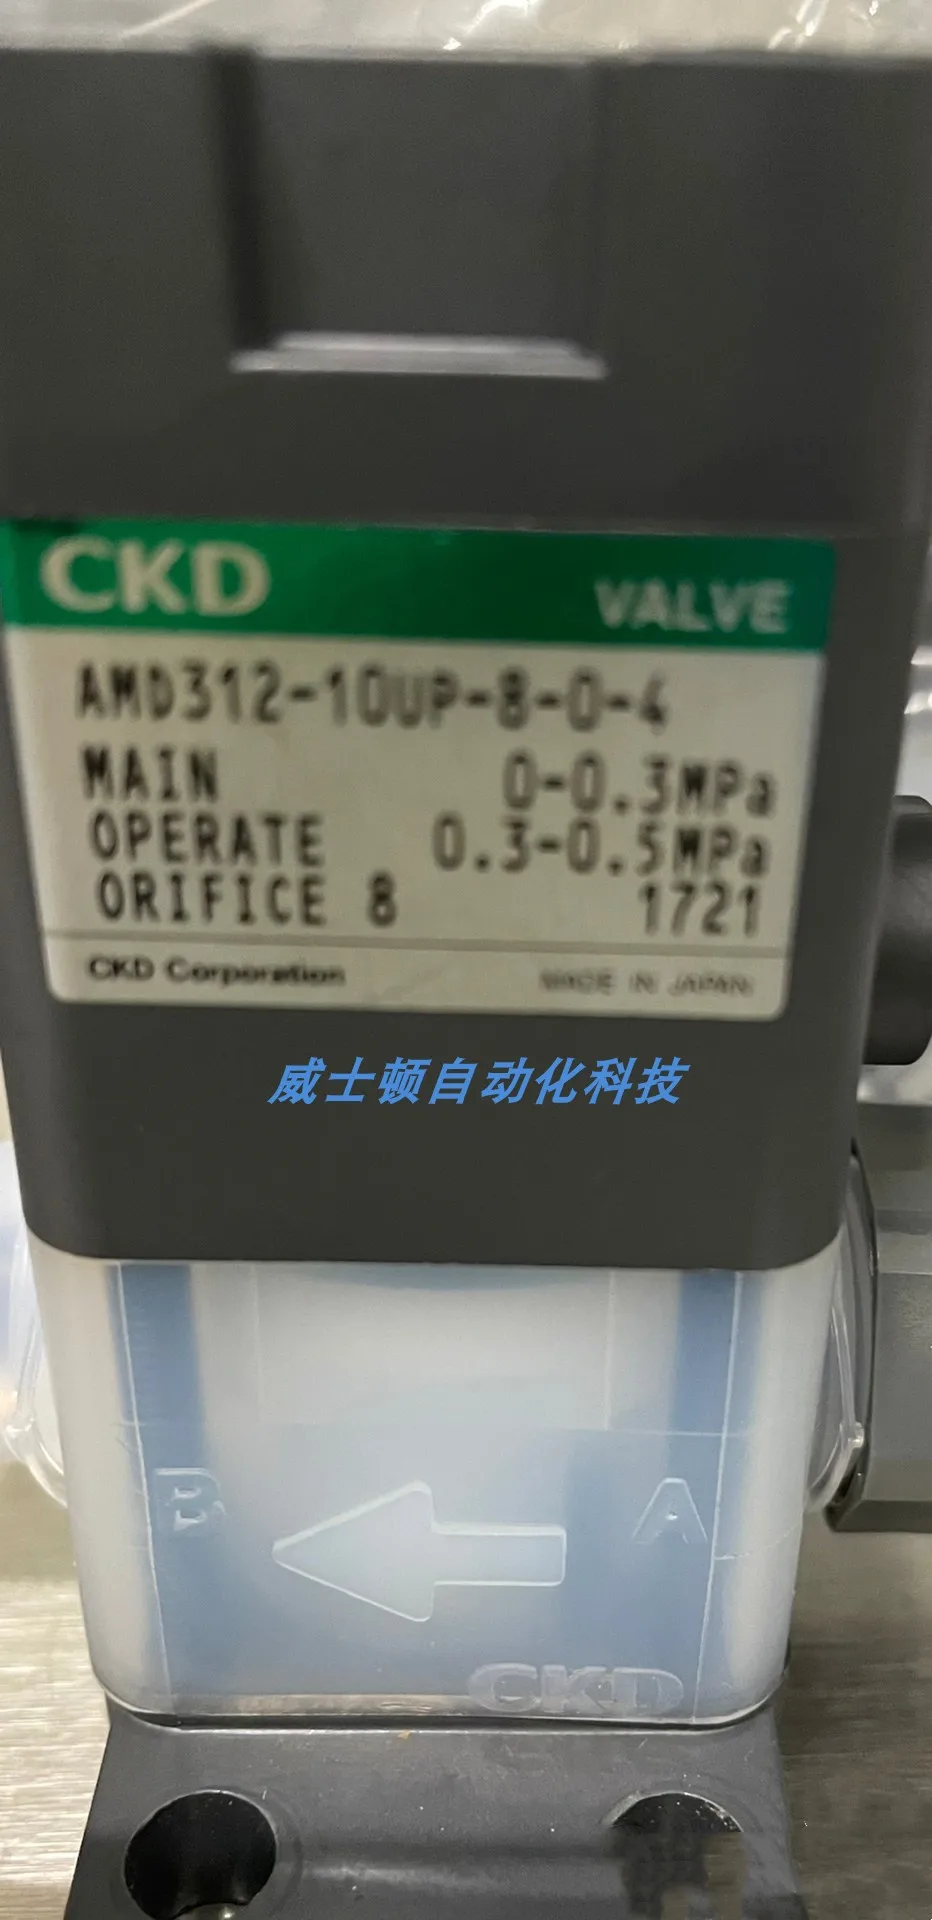 CKD VALVE
AMD312-10UP-8-0-4
MAIN 0-0.3MPa
OPERATE 0.3-0.5MPa
ORIFICE 8 1721
CKD Corporation MADE IN JAPAN
威士顿自动化科技
B A
CKD